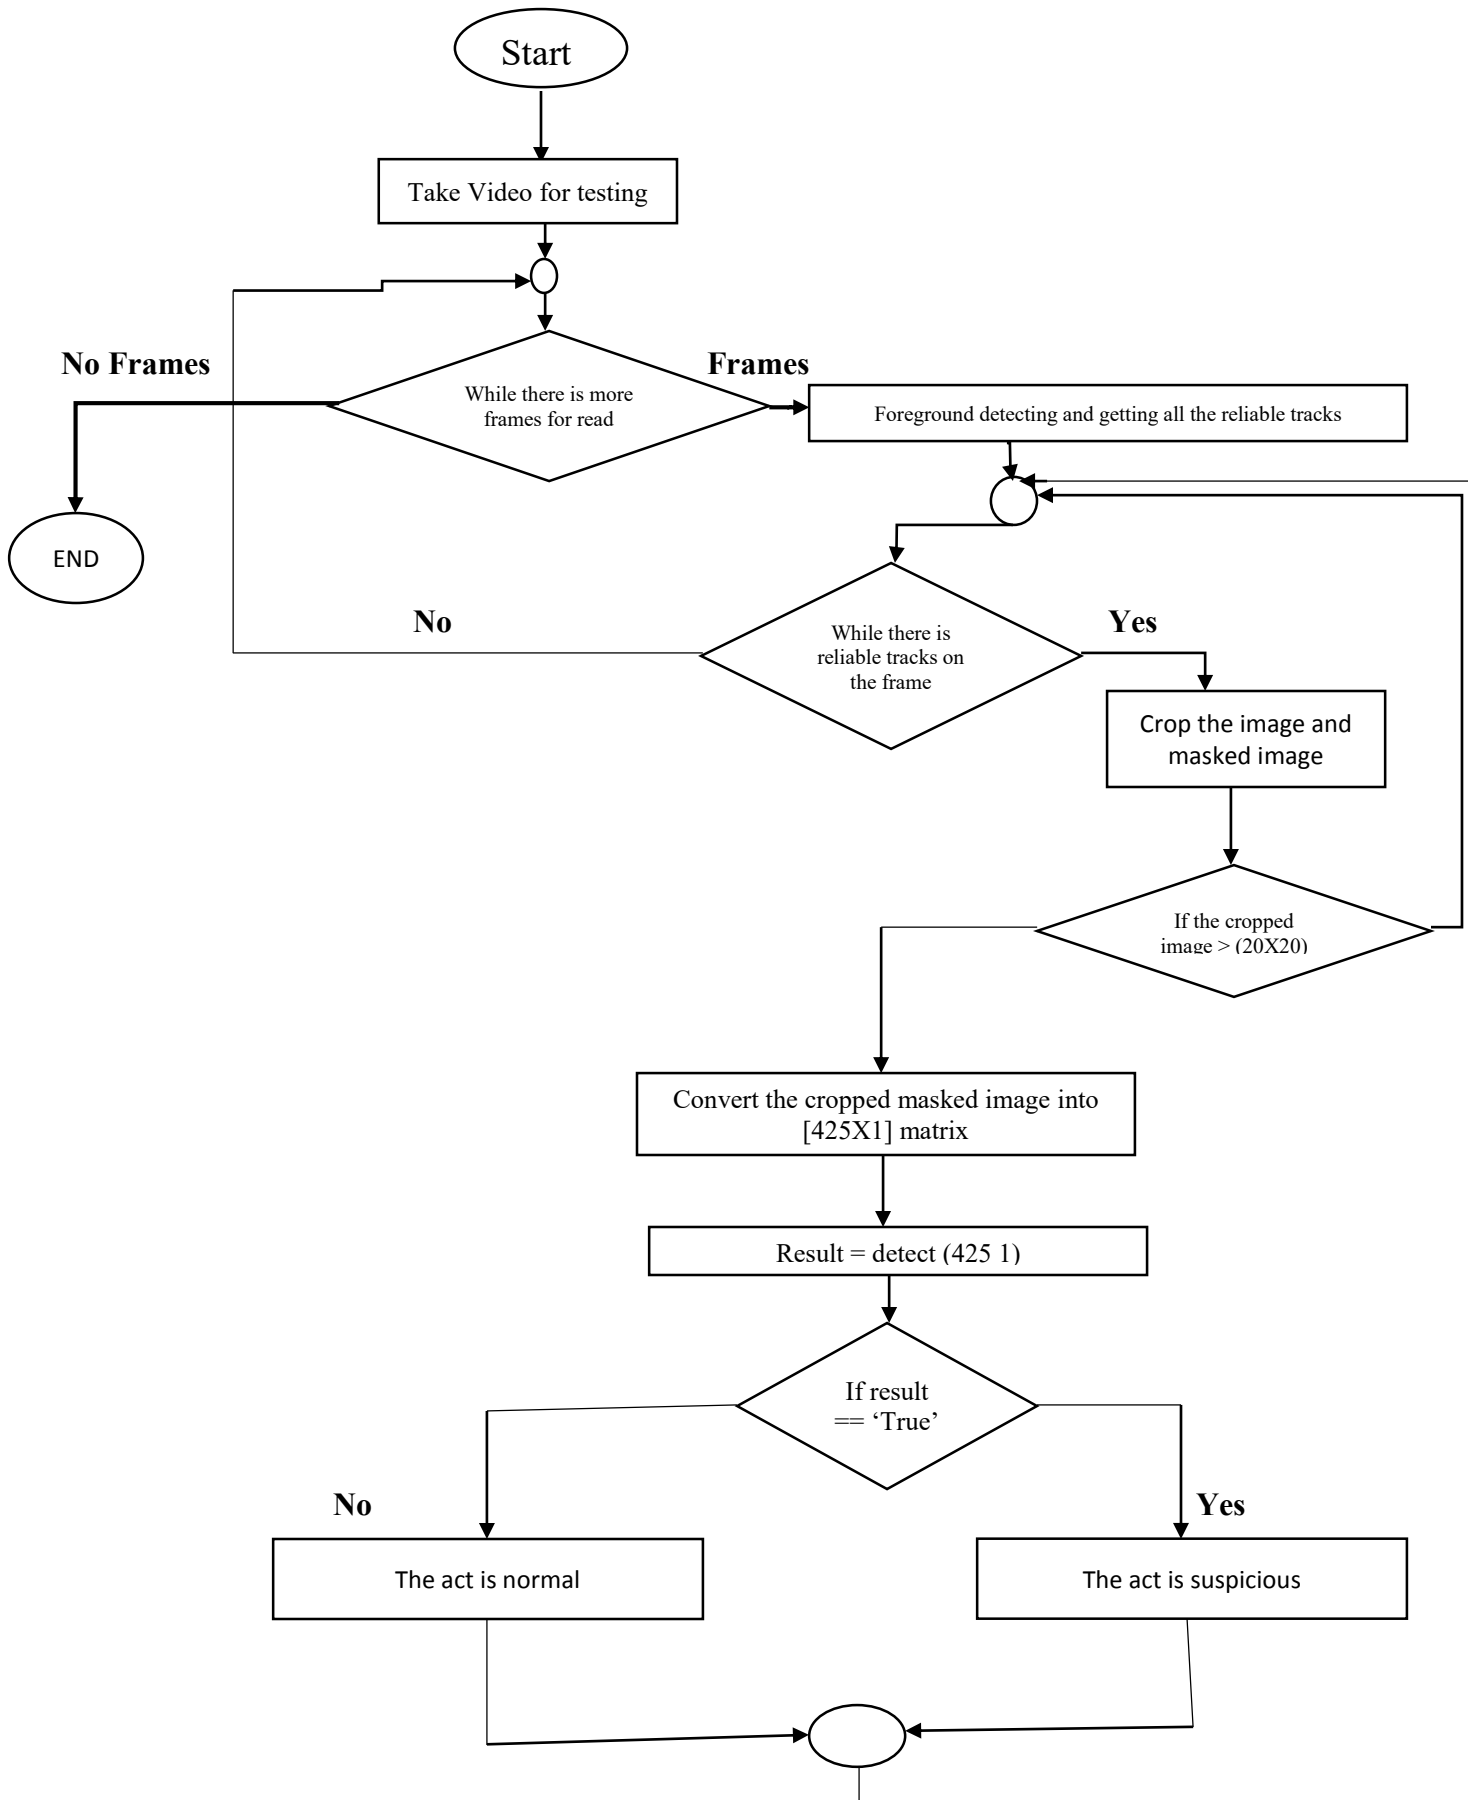 Start
Take Video for testing
No Frames
Frames
While there is more
frames for read
Foreground detecting and getting all the reliable tracks
END
No
Yes
While there is
reliable tracks on
the frame
Crop the image and
masked image
If the cropped
image > (20X20)
Convert the cropped masked image into
[425X1] matrix
Result = detect (425 1)
If result
== ‘True’
No
Yes
The act is normal
The act is suspicious